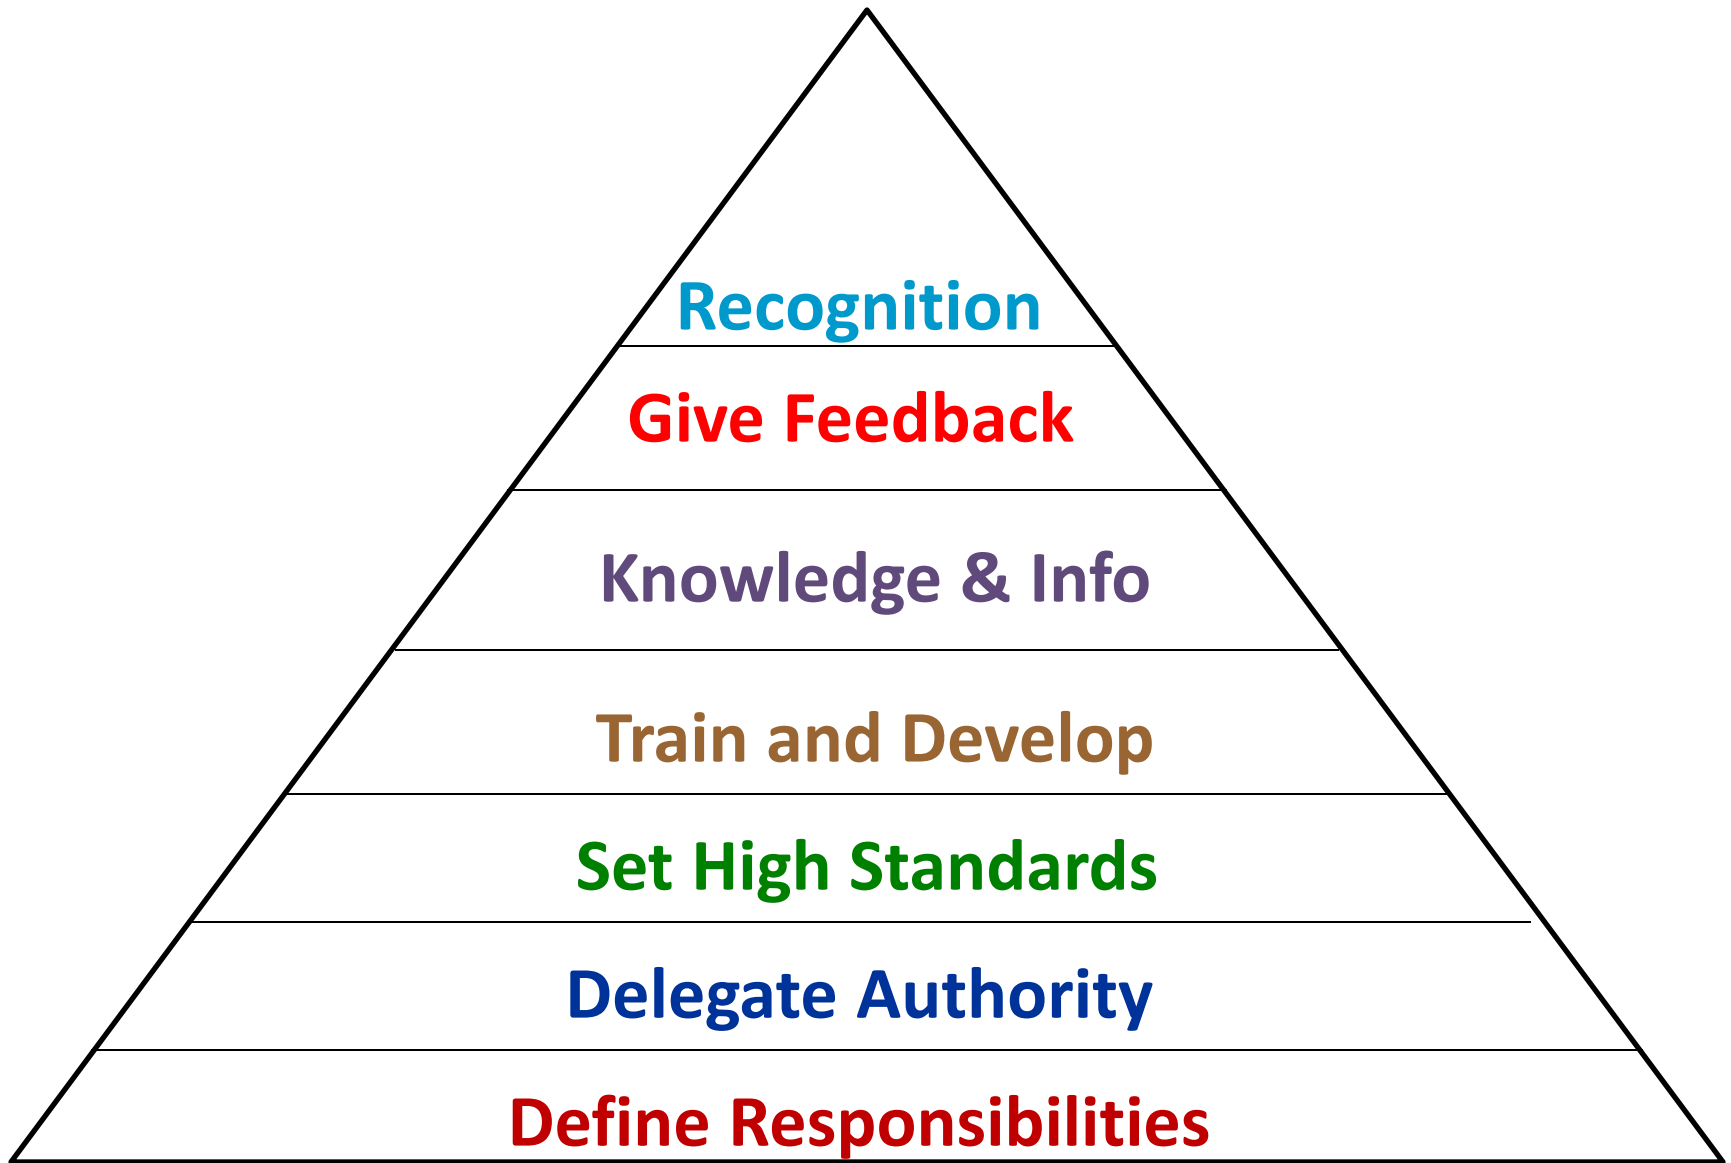 Recognition
Give Feedback
Knowledge & Info
Train and Develop
Set High Standards
Delegate Authority
Define Responsibilities